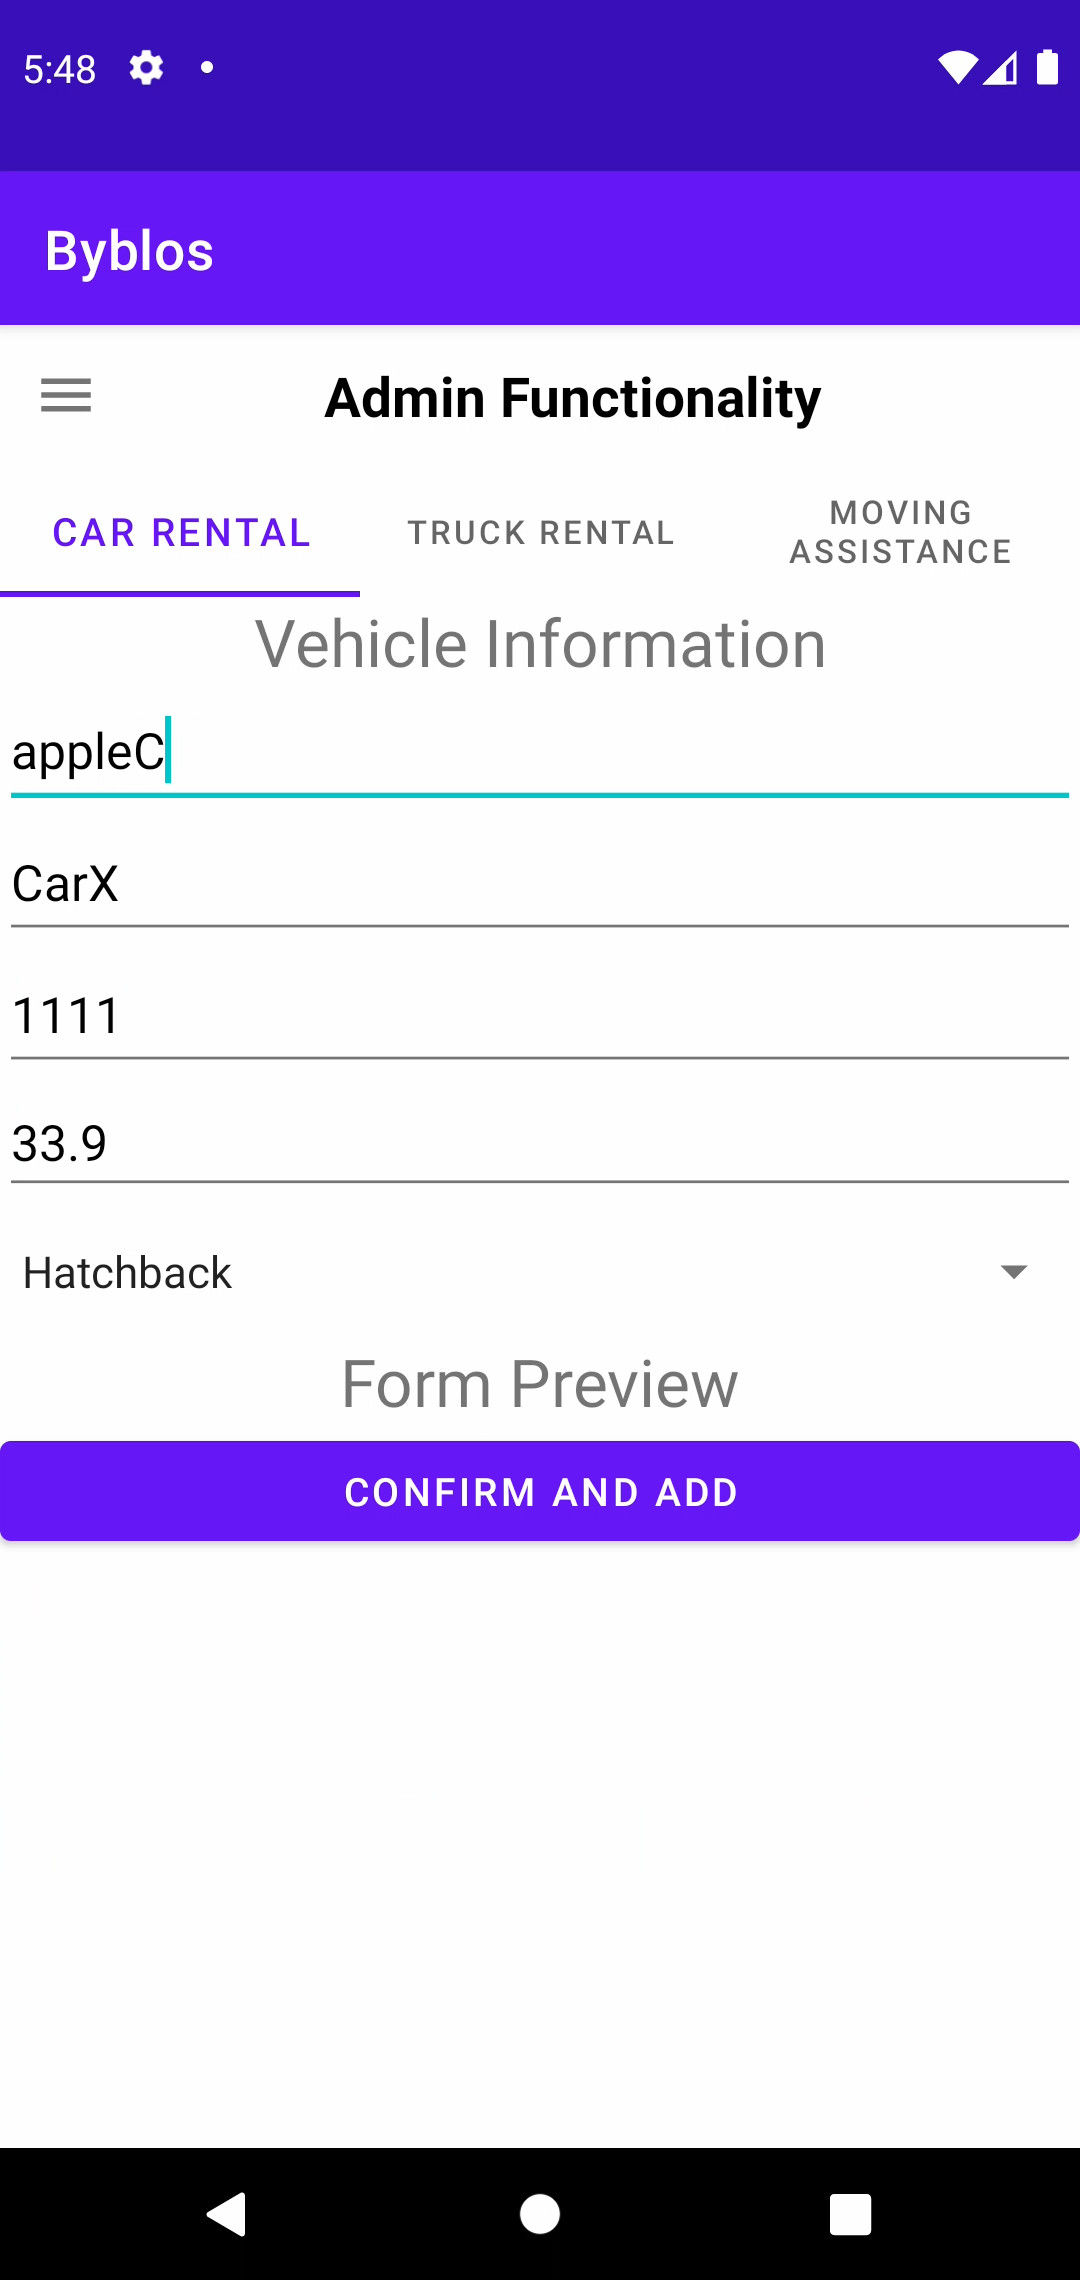 5:48
Byblos
Admin Functionality
CAR RENTAL
TRUCK RENTAL
MOVING
ASSISTANCE
Vehicle Information
appleC
CarX
1111
33.9
Hatchback
Form Preview
CONFIRM AND ADD